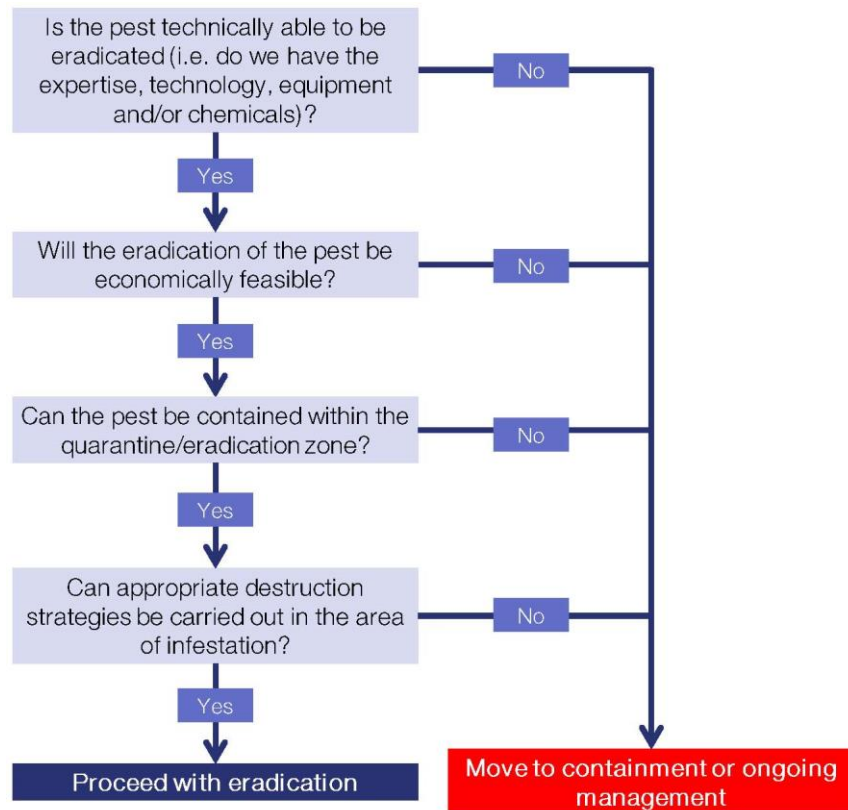 Is the pest technically able to be
eradicated (i.e. do we have the
expertise, technology, equipment
and/or chemicals)?
No
Yes
Will the eradication of the pest be
economically feasible?
No
Yes
Can the pest be contained within the
quarantine/eradication zone?
No
Yes
Can appropriate destruction
strategies be carried out in the area
of infestation?
No
Yes
Proceed with eradication
Move to containment or ongoing
management